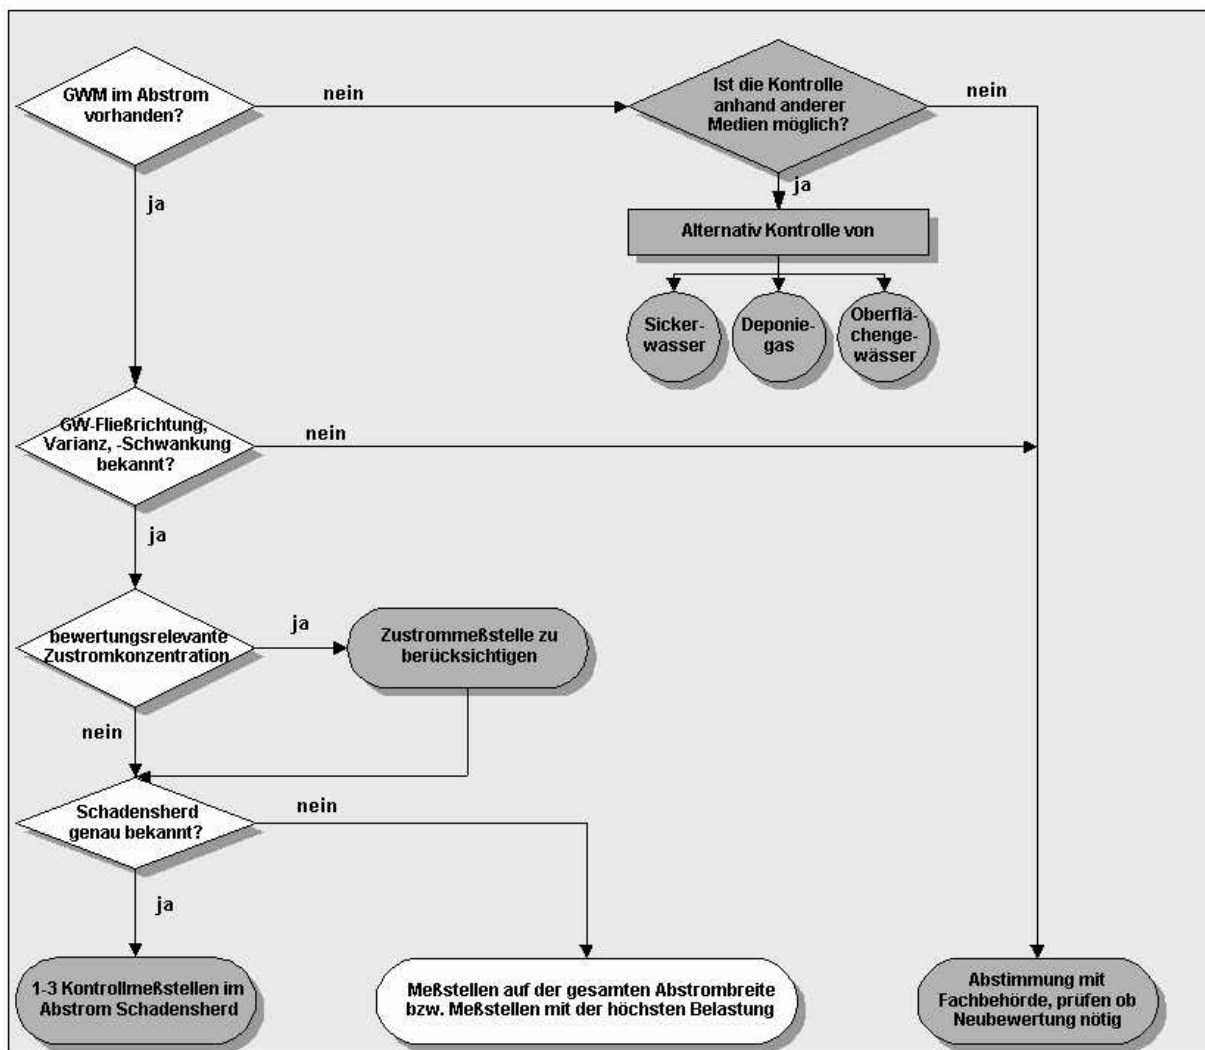 GWM im Abstrom
vorhanden?
nein
Ist die Kontrolle
anhand anderer
Medien möglich?
nein
ja
ja
Alternativ Kontrolle von
Sicker-
wasser
Deponie-
gas
Oberflä-
chenge-
wässer
GW-Fließrichtung,
Varianz, -Schwankung
bekannt?
nein
ja
bewertungsrelevante
Zustromkonzentration
ja
Zustrommeßstelle zu
berücksichtigen
nein
Schadensherd
genau bekannt?
nein
ja
1-3 Kontrollmeßstellen im
Abstrom Schadensherd
Meßstellen auf der gesamten Abstrombreite
bzw. Meßstellen mit der höchsten Belastung
Abstimmung mit
Fachbehörde, prüfen ob
Neubewertung nötig